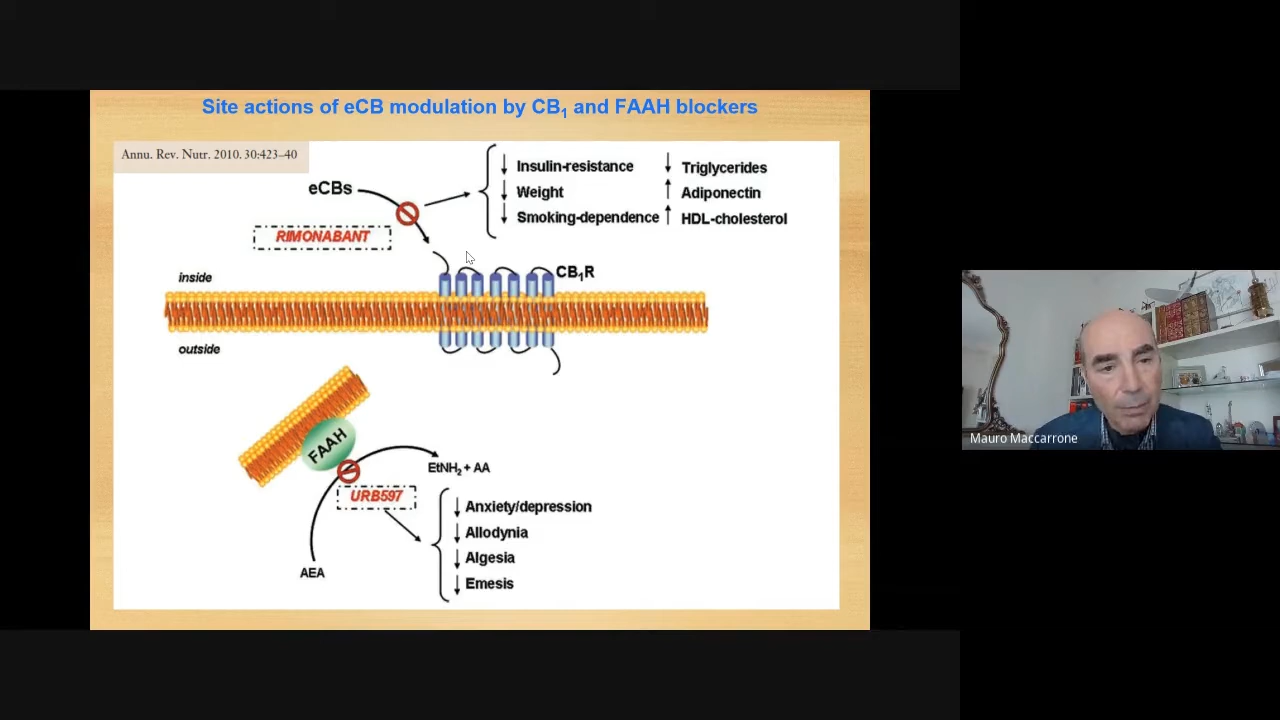 Site actions of eCB modulation by CB₁ and FAAH blockers
Annu. Rev. Nutr. 2010. 30:423–40
eCBs
RIMONABANT
↓ Insulin-resistance
↓ Weight
↓ Smoking-dependence
↓ Triglycerides
↑ Adiponectin
↑ HDL-cholesterol
CB₁R
inside
outside
FAAH
EtNH₂ + AA
URB597
AEA
↓ Anxiety/depression
↓ Allodynia
↓ Algesia
↓ Emesis
Mauro Maccarrone